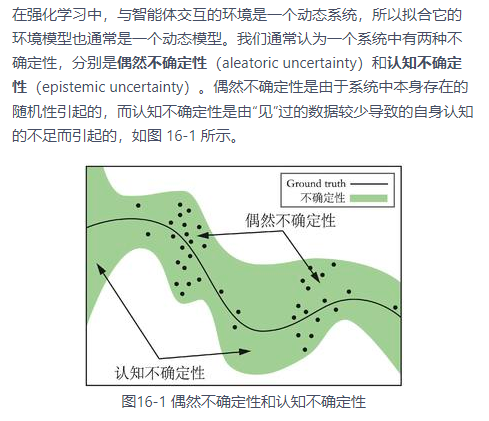 在强化学习中，与智能体交互的环境是一个动态系统，所以拟合它的
环境模型也通常是一个动态模型。我们通常认为一个系统中有两种不
确定性，分别是偶然不确定性（aleatoric uncertainty）和认知不确定
性（epistemic uncertainty）。偶然不确定性是由于系统中本身存在的
随机性引起的，而认知不确定性是由“见”过的数据较少导致的自身认知
的不足而引起的，如图 16-1 所示。
Ground truth
不确定性
偶然不确定性
认知不确定性
图16-1 偶然不确定性和认知不确定性